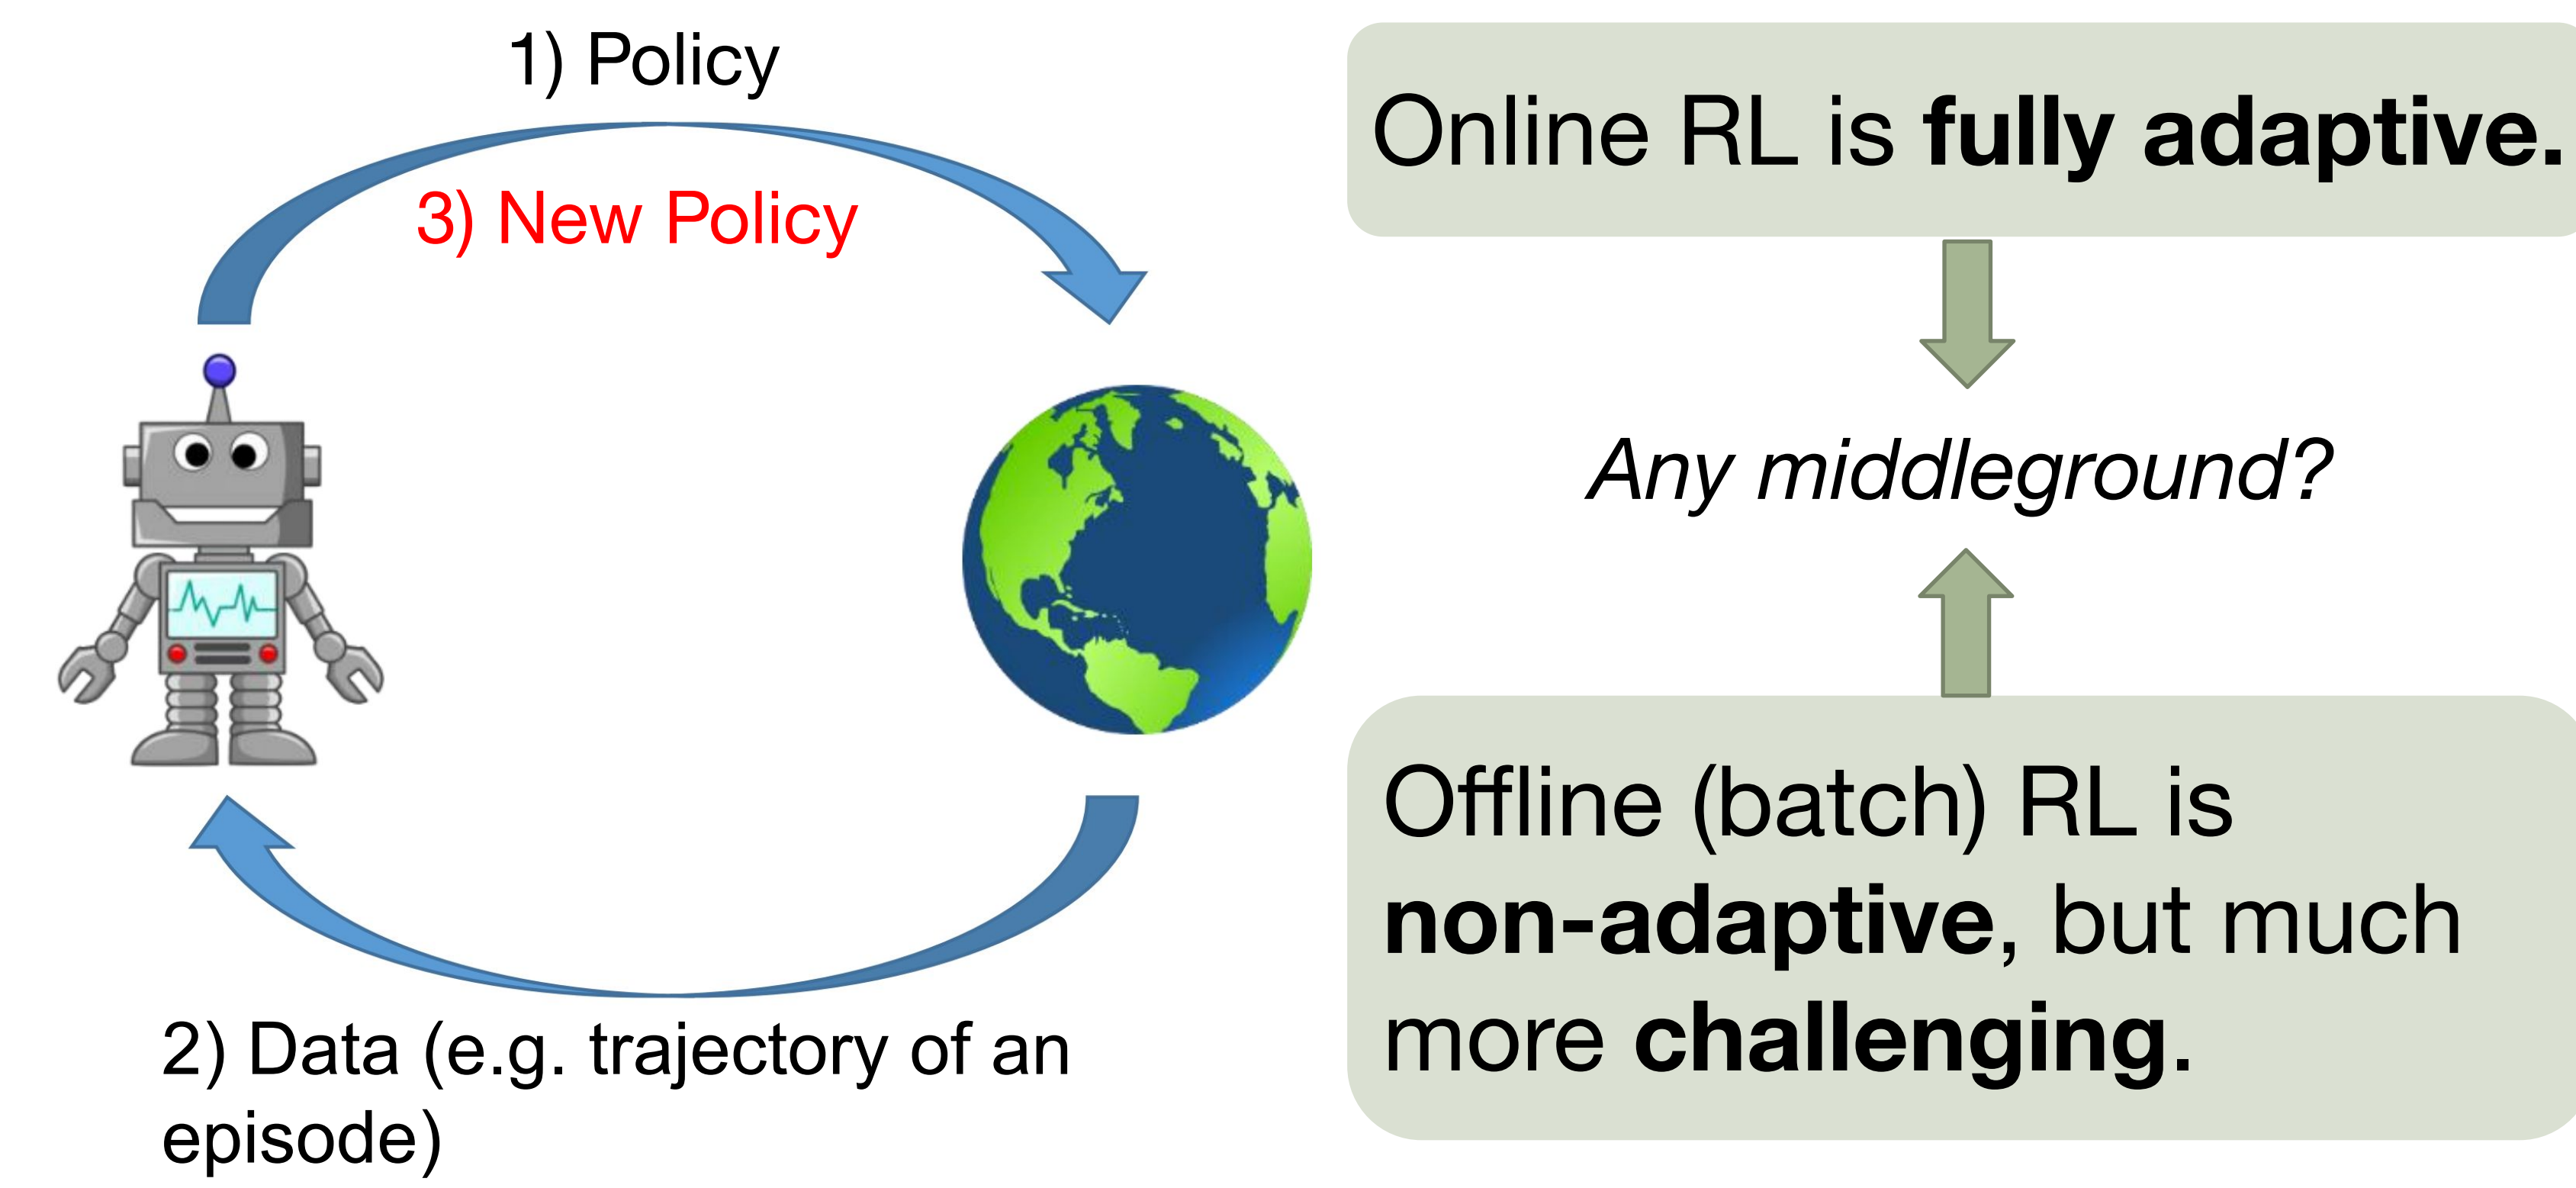 1) Policy
3) New Policy
2) Data (e.g. trajectory of an
episode)
Online RL is fully adaptive.
Any middleground?
Offline (batch) RL is
non-adaptive, but much
more challenging.